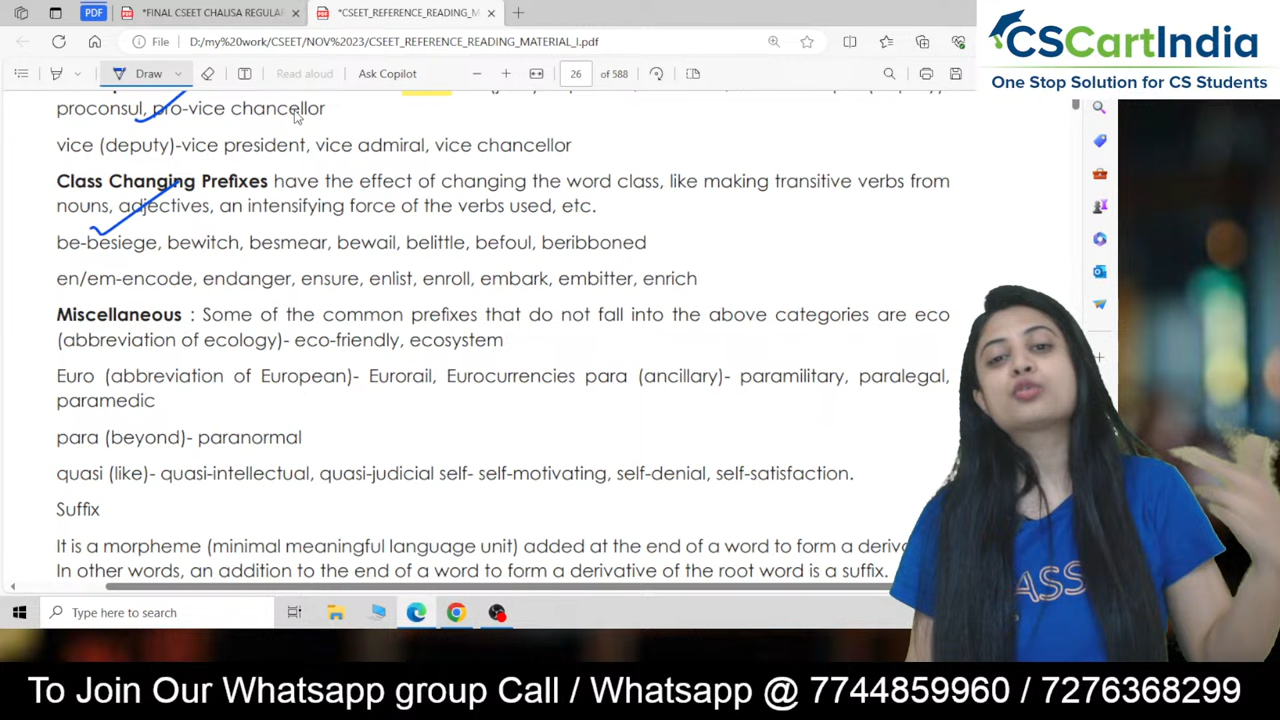 *FINAL CSEET CHALISA REGULAR
*CSEET_REFERENCE_READING_M
PDF
File D:/my%20work/CSEET/NOV%202023/CSEET_REFERENCE_READING_MATERIAL_I.pdf
Draw
Read aloud
Ask Copilot
26 of 588
CSCartIndia
One Stop Solution for CS Students
proconsul, pro-vice chancellor
vice (deputy)-vice president, vice admiral, vice chancellor
Class Changing Prefixes have the effect of changing the word class, like making transitive verbs from
nouns, adjectives, an intensifying force of the verbs used, etc.
be-besiege, bewitch, besmear, bewail, belittle, befoul, beribboned
en/em-encode, endanger, ensure, enlist, enroll, embark, embitter, enrich
Miscellaneous : Some of the common prefixes that do not fall into the above categories are eco
(abbreviation of ecology)- eco-friendly, ecosystem
Euro (abbreviation of European)- Eurorail, Eurocurrencies para (ancillary)- paramilitary, paralegal,
paramedic
para (beyond)- paranormal
quasi (like)- quasi-intellectual, quasi-judicial self- self-motivating, self-denial, self-satisfaction.
Suffix
It is a morpheme (minimal meaningful language unit) added at the end of a word to form a
In other words, an addition to the end of a word to form a derivative of the root word is a suffix.
ASS
Type here to search
To Join Our Whatsapp group Call / Whatsapp @ 7744859960 / 7276368299